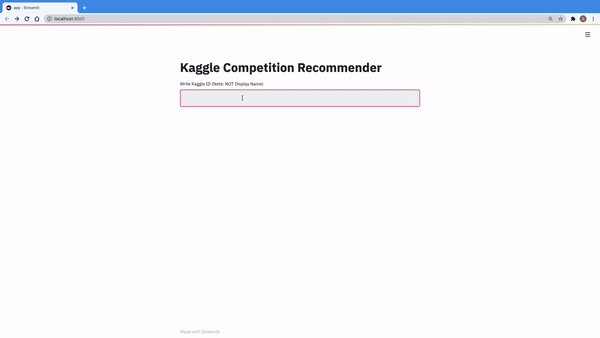 app · Streamlit
localhost:8501
Kaggle Competition Recommender
Write Kaggle ID (Note: NOT Display Name)
Made with Streamlit